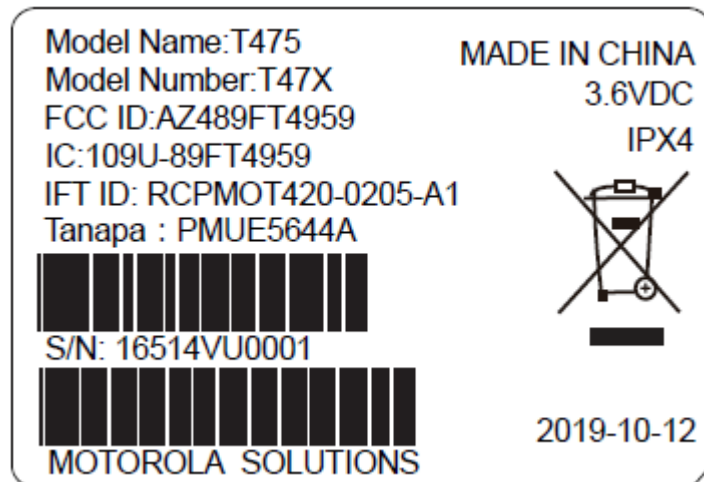 Model Name:T475
Model Number:T47X
FCC ID:AZ489FT4959
IC:109U-89FT4959
IFT ID: RCPMOT420-0205-A1
Tanapa : PMUE5644A
S/N: 16514VU0001
MOTOROLA SOLUTIONS
MADE IN CHINA
3.6VDC
IPX4
2019-10-12